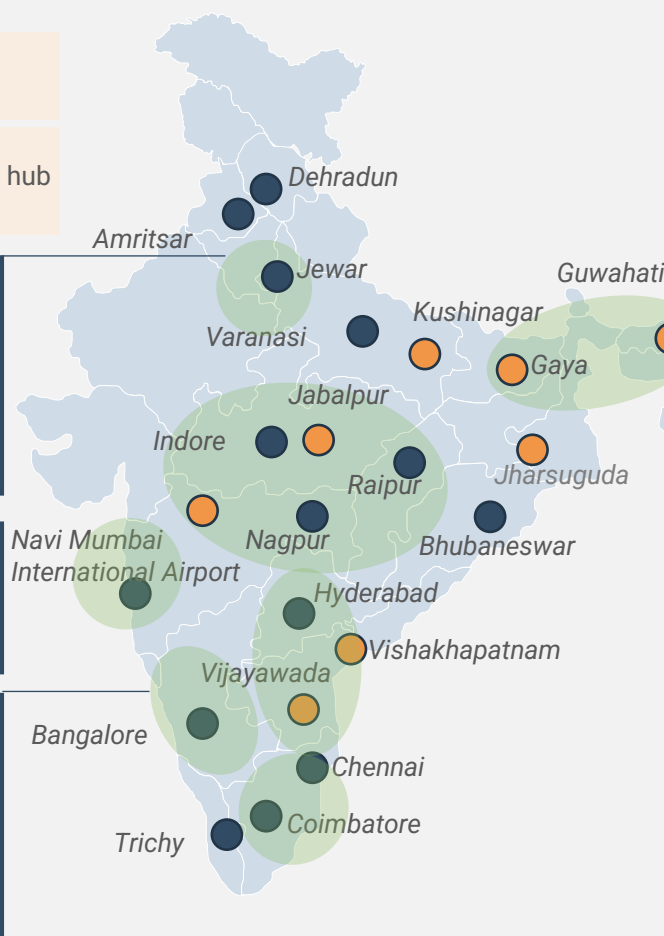 hub
Dehradun
Amritsar
Jewar
Guwahati
Kushinagar
Varanasi
Gaya
Jabalpur
Indore
Raipur
Jharsuguda
Navi Mumbai
International Airport
Nagpur
Bhubaneswar
Hyderabad
Vishakhapatnam
Vijayawada
Bangalore
Chennai
Coimbatore
Trichy